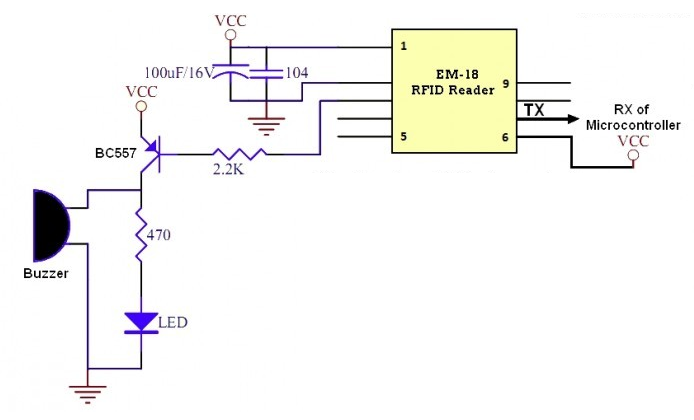 VCC
1
100uF/16V
104
EM-18
RFID Reader
9
VCC
TX
RX of
Microcontroller
BC557
5
6
VCC
2.2K
470
Buzzer
LED